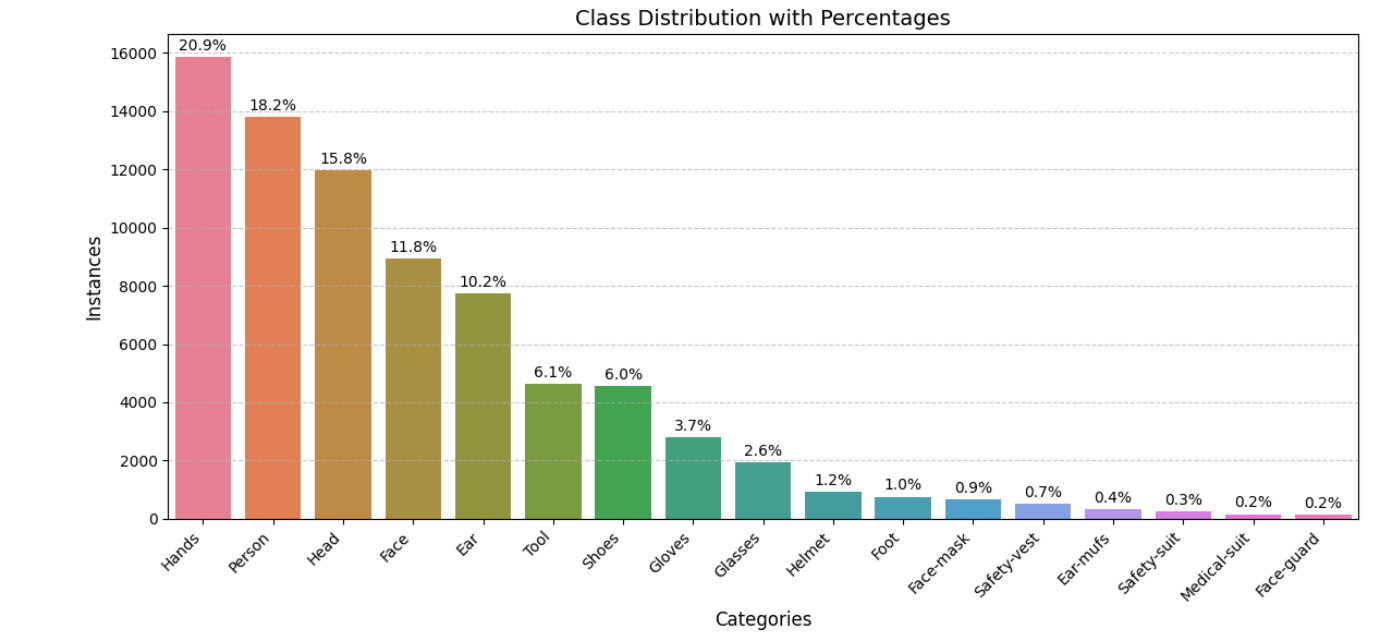 Class Distribution with Percentages
Instances
16000
14000
12000
10000
8000
6000
4000
2000
0
20.9%
18.2%
15.8%
11.8%
10.2%
6.1%
6.0%
3.7%
2.6%
1.2%
1.0%
0.9%
0.7%
0.4%
0.3%
0.2%
0.2%
Hands
Person
Head
Face
Ear
Tool
Shoes
Gloves
Glasses
Helmet
Foot
Face-mask
Safety-vest
Ear-mufs
Safety-suit
Medical-suit
Face-guard
Categories